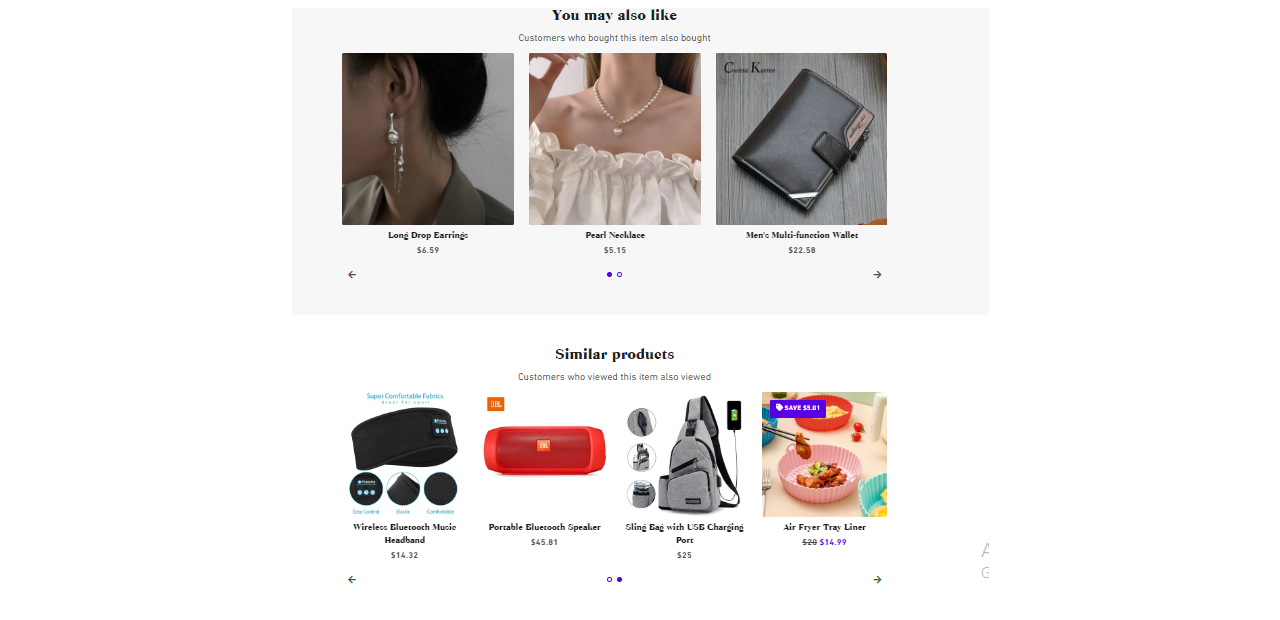 You may also like
Customers who bought this item also bought
Curess Karren
Long Drop Earrings
$6.59
Pearl Necklace
$5.15
Men's Multi-function Wallet
$22.58
Similar products
Customers who viewed this item also viewed
Super Comfortable Fabrics
Easy Control
Elastic
Comfortable
Wireless Bluetooth Music
Headband
$14.32
JBL
JBL
Portable Bluetooth Speaker
$45.81
Sling Bag with USB Charging
Port
$25
SAVE $5.01
Air Fryer Tray Liner
$20 $14.99